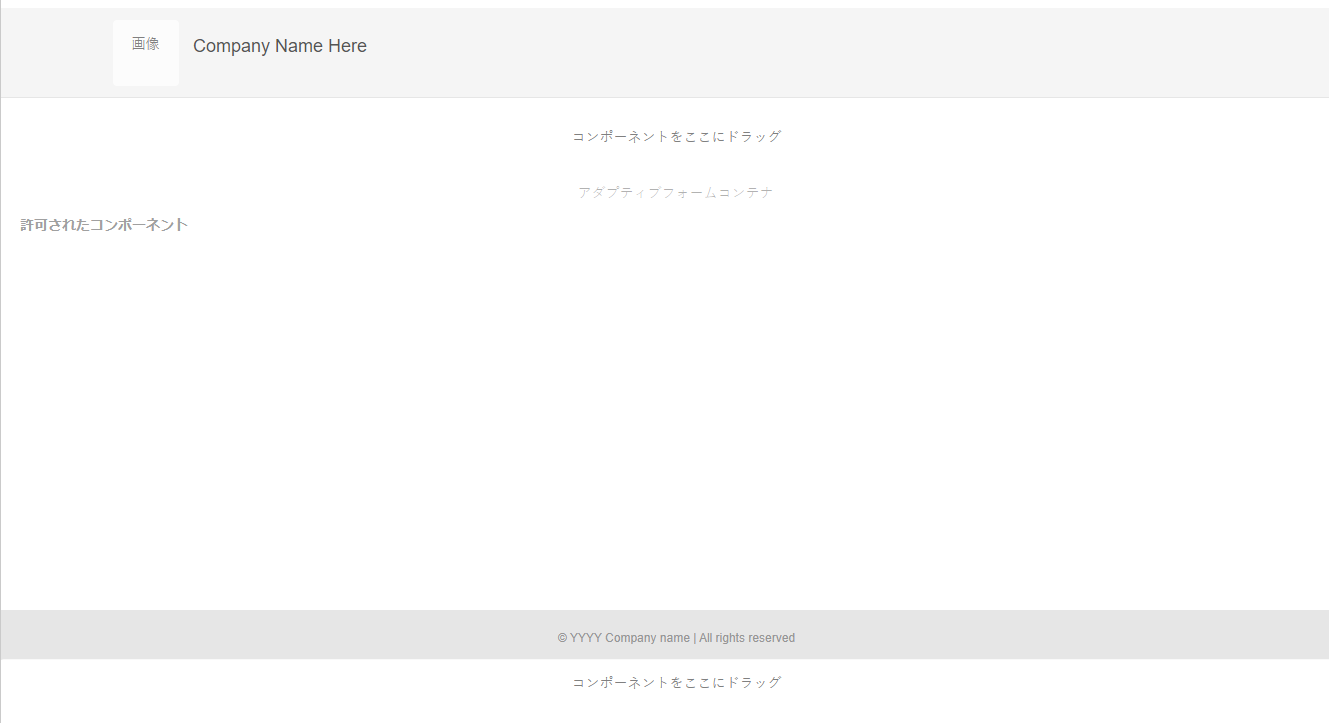 画像
Company Name Here
コンポーネントをここにドラッグ
アダプティブフォームコンテナ
許可されたコンポーネント
© YYYY Company name | All rights reserved
コンポーネントをここにドラッグ